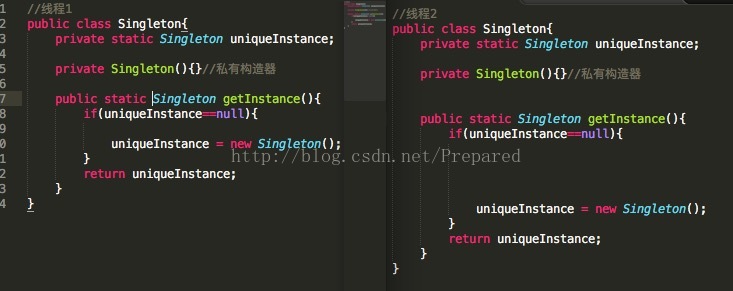 1 //线程1
2 public class Singleton{
3 private static Singleton uniqueInstance;
4
5 private Singleton(){}//私有构造器
6
7 public static Singleton getInstance(){
8 if(uniqueInstance==null){
9
0 uniqueInstance = new Singleton();
1 }
2 return uniqueInstance;
3 }
4 }
//线程2
public class Singleton{
private static Singleton uniqueInstance;
private Singleton(){}//私有构造器
public static Singleton getInstance(){
if(uniqueInstance==null){
uniqueInstance = new Singleton();
}
return uniqueInstance;
}
}
http://blog.csdn.net/Prepared